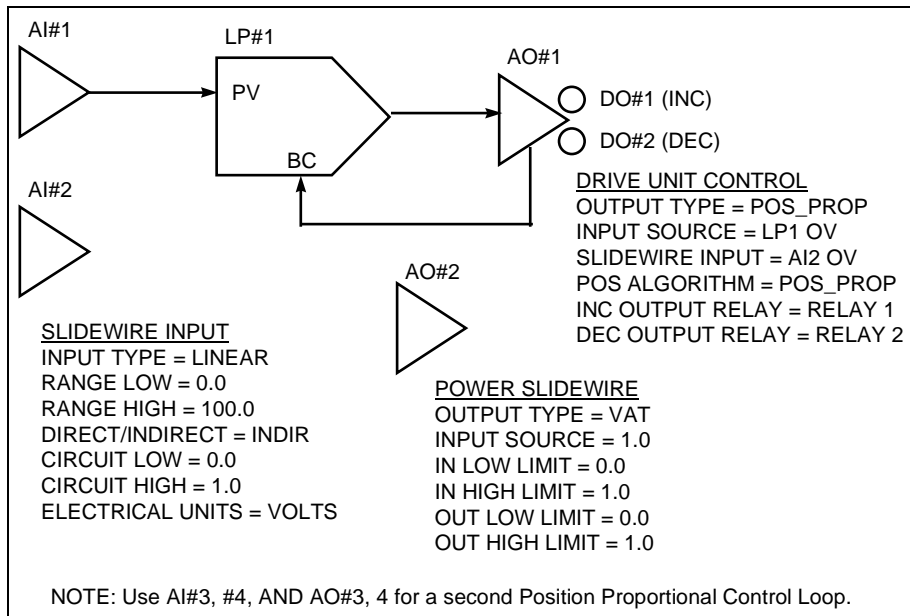 AI#1
LP#1
AO#1
PV
DO#1 (INC)
DO#2 (DEC)
BC
AI#2
DRIVE UNIT CONTROL
OUTPUT TYPE = POS_PROP
INPUT SOURCE = LP1 OV
SLIDEWIRE INPUT = AI2 OV
POS ALGORITHM = POS_PROP
INC OUTPUT RELAY = RELAY 1
DEC OUTPUT RELAY = RELAY 2
AO#2
SLIDEWIRE INPUT
INPUT TYPE = LINEAR
RANGE LOW = 0.0
RANGE HIGH = 100.0
DIRECT/INDIRECT = INDIR
CIRCUIT LOW = 0.0
CIRCUIT HIGH = 1.0
ELECTRICAL UNITS = VOLTS
POWER SLIDEWIRE
OUTPUT TYPE = VAT
INPUT SOURCE = 1.0
IN LOW LIMIT = 0.0
IN HIGH LIMIT = 1.0
OUT LOW LIMIT = 0.0
OUT HIGH LIMIT = 1.0
NOTE: Use AI#3, #4, AND AO#3, 4 for a second Position Proportional Control Loop.